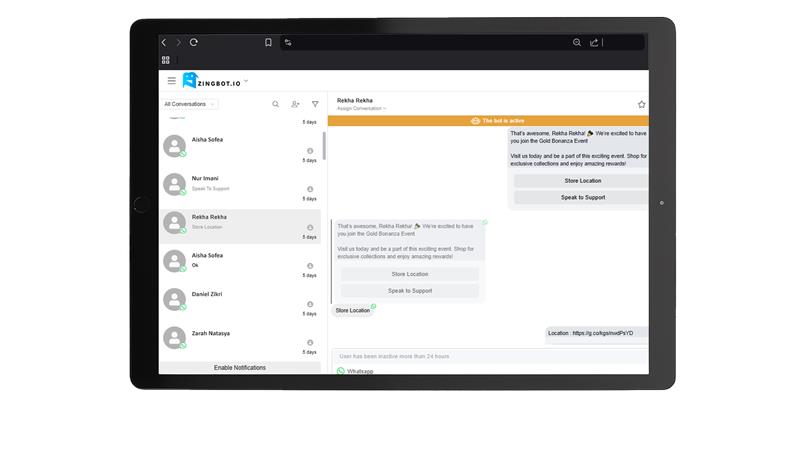 ZINGBOT.IO
All Conversations
5 days
Aisha Sofea
5 days
Nur Imani
Speak To Support
5 days
Rekha Rekha
Store Location
5 days
Aisha Sofea
Ok
5 days
Daniel Zikri
5 days
Zarah Natasya
5 days
Enable Notifications
Rekha Rekha
Assign Conversation
The bot is active
That's awesome, Rekha Rekha! We're excited to have
you join the Gold Bonanza Event
Visit us today and be a part of this exciting event. Shop for
exclusive collections and enjoy amazing rewards!
Store Location
Speak to Support
That's awesome, Rekha Rekha! We're excited to have
you join the Gold Bonanza Event
Visit us today and be a part of this exciting event. Shop for
exclusive collections and enjoy amazing rewards!
Store Location
Speak to Support
Store Location
Location : https://g.co/kgs/nvdPsYD
User has been inactive more than 24 hours
Whatsapp